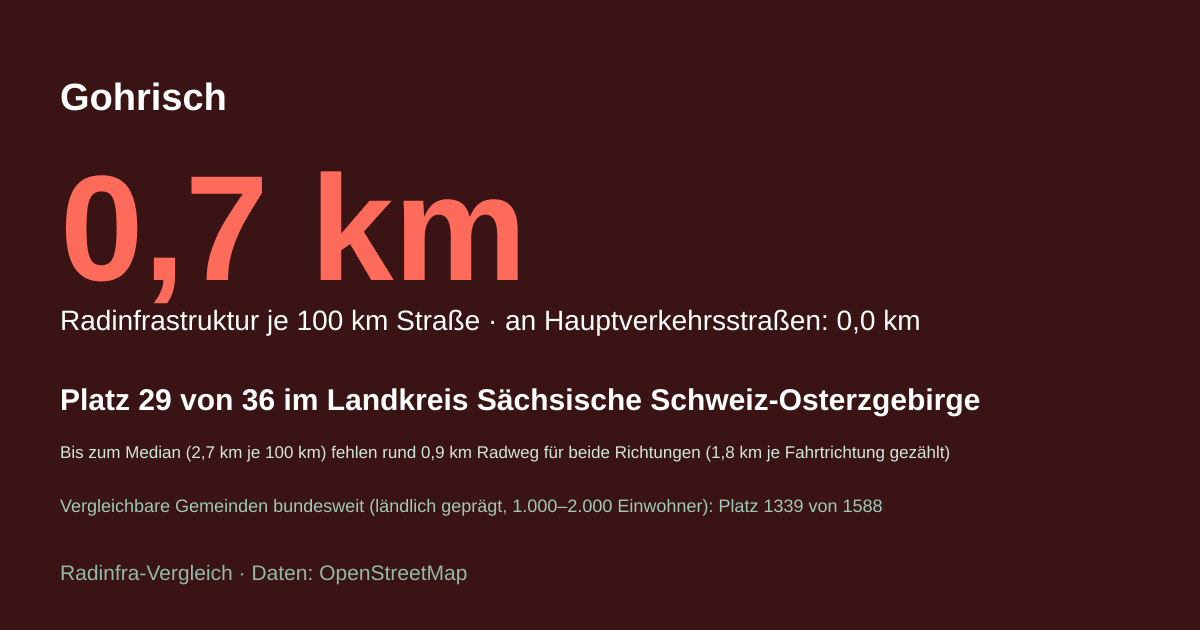 Gohrisch
0,7 km
Radinfrastruktur je 100 km Straße · an Hauptverkehrsstraßen: 0,0 km
Platz 29 von 36 im Landkreis Sächsische Schweiz-Osterzgebirge
Bis zum Median (2,7 km je 100 km) fehlen rund 0,9 km Radweg für beide Richtungen (1,8 km je Fahrtrichtung gezählt)
Vergleichbare Gemeinden bundesweit (ländlich geprägt, 1.000–2.000 Einwohner): Platz 1339 von 1588
Radinfra-Vergleich · Daten: OpenStreetMap